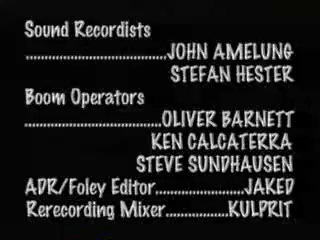 Sound Recordists
........................................JOHN AMELUNG
STEFAN HESTER
Boom Operators
.......................................OLIVER BARNETT
KEN CALCATERRA
STEVE SUNDHAUSEN
ADR/Foley Editor.........................JAKED
Rerecording Mixer..................KULPRIT